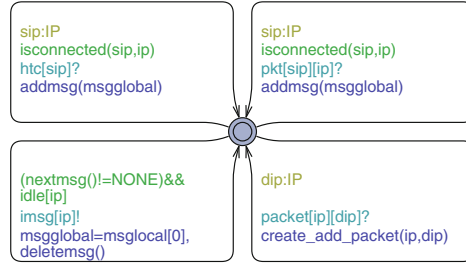 sip:IP
isconnected(sip,ip)
htc[sip]?
addmsg(msgglobal)
sip:IP
isconnected(sip,ip)
pkt[sip][ip]?
addmsg(msgglobal)
(nextmsg()!=NONE)&&
idle[ip]
imsg[ip]!
msgglobal=msglocal[0],
deletemsg()
dip:IP
packet[ip][dip]?
create_add_packet(ip,dip)